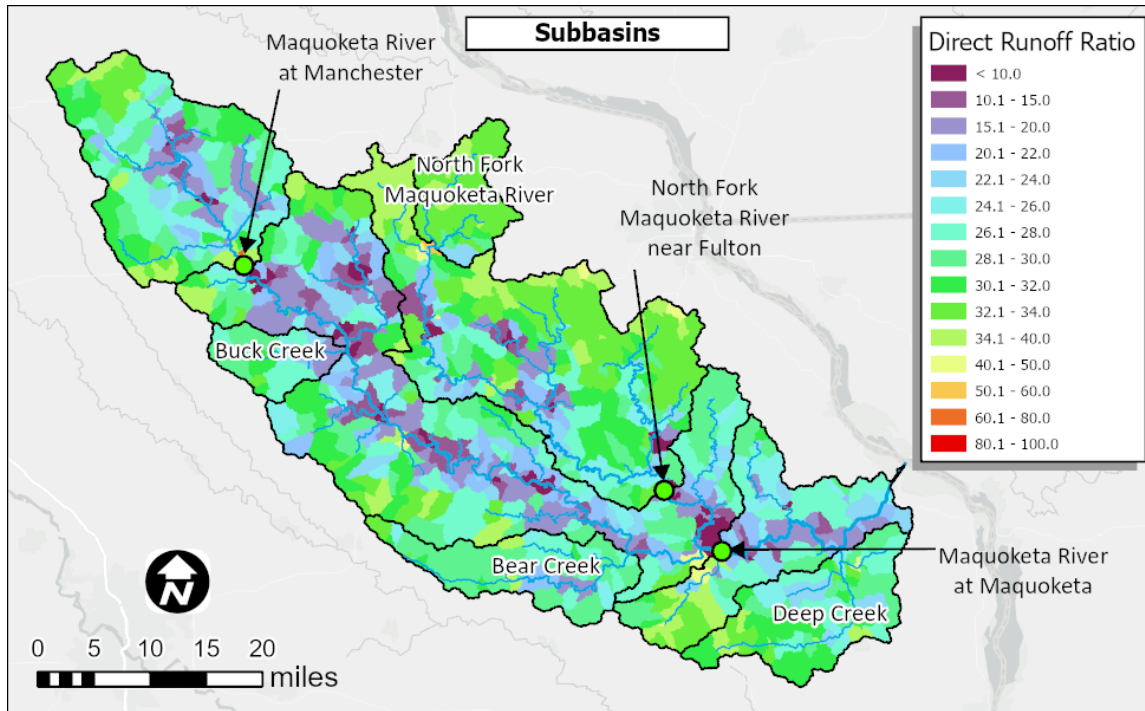 Subbasins
Maquoketa River
at Manchester
North Fork
Maquoketa River
North Fork
Maquoketa River
near Fulton
Buck Creek
Bear Creek
Deep Creek
Maquoketa River
at Maquoketa
Direct Runoff Ratio
< 10.0
10.1 - 15.0
15.1 - 20.0
20.1 - 22.0
22.1 - 24.0
24.1 - 26.0
26.1 - 28.0
28.1 - 30.0
30.1 - 32.0
32.1 - 34.0
34.1 - 40.0
40.1 - 50.0
50.1 - 60.0
60.1 - 80.0
80.1 - 100.0
N
0 5 10 15 20
miles